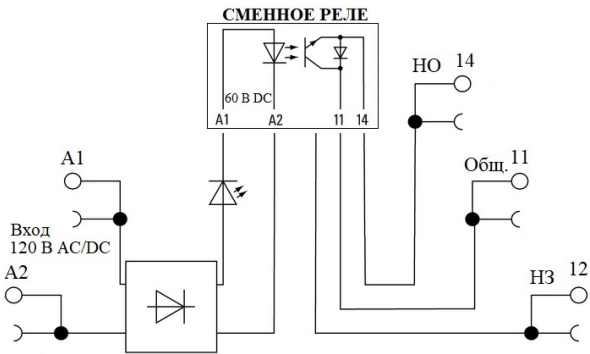 СМЕННОЕ РЕЛЕ
60 В DC
A1 A2 11 14
НО 14
Общ. 11
НЗ 12
A1
Вход
120 В AC/DC
A2